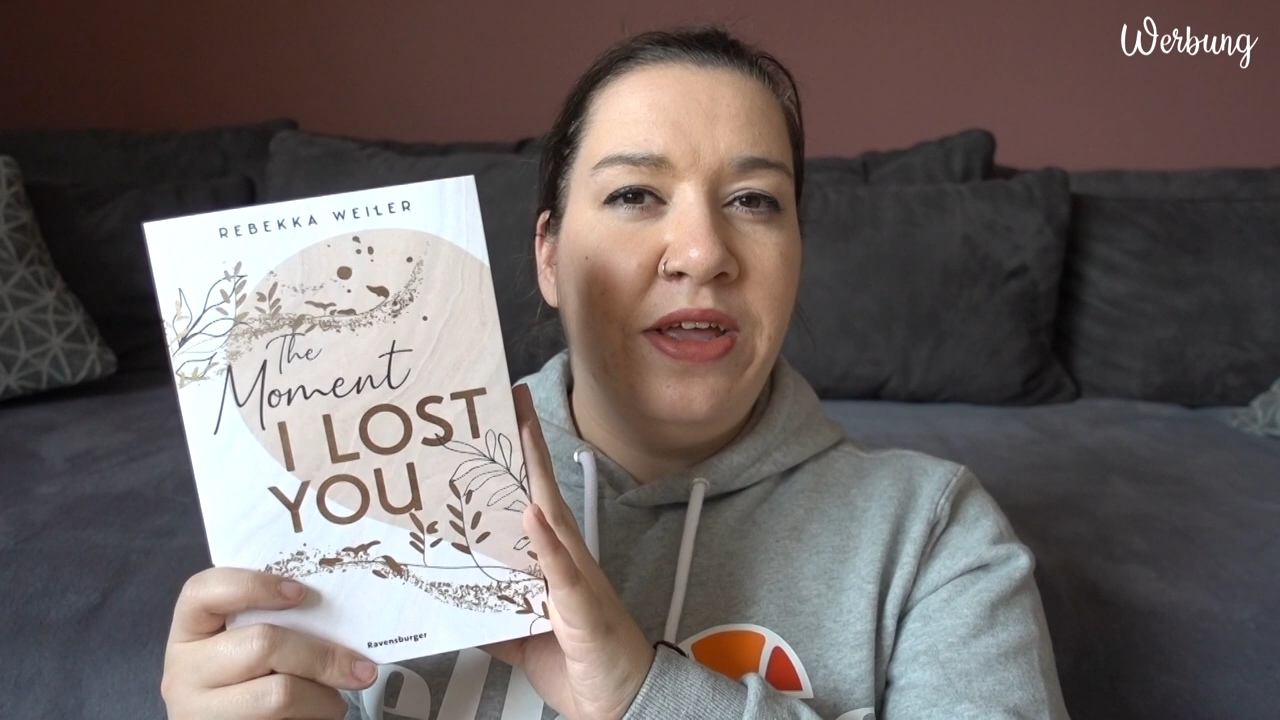 Werbung
REBEKKA WEILER
The
Moment
I LOST
YOU
Ravensburger